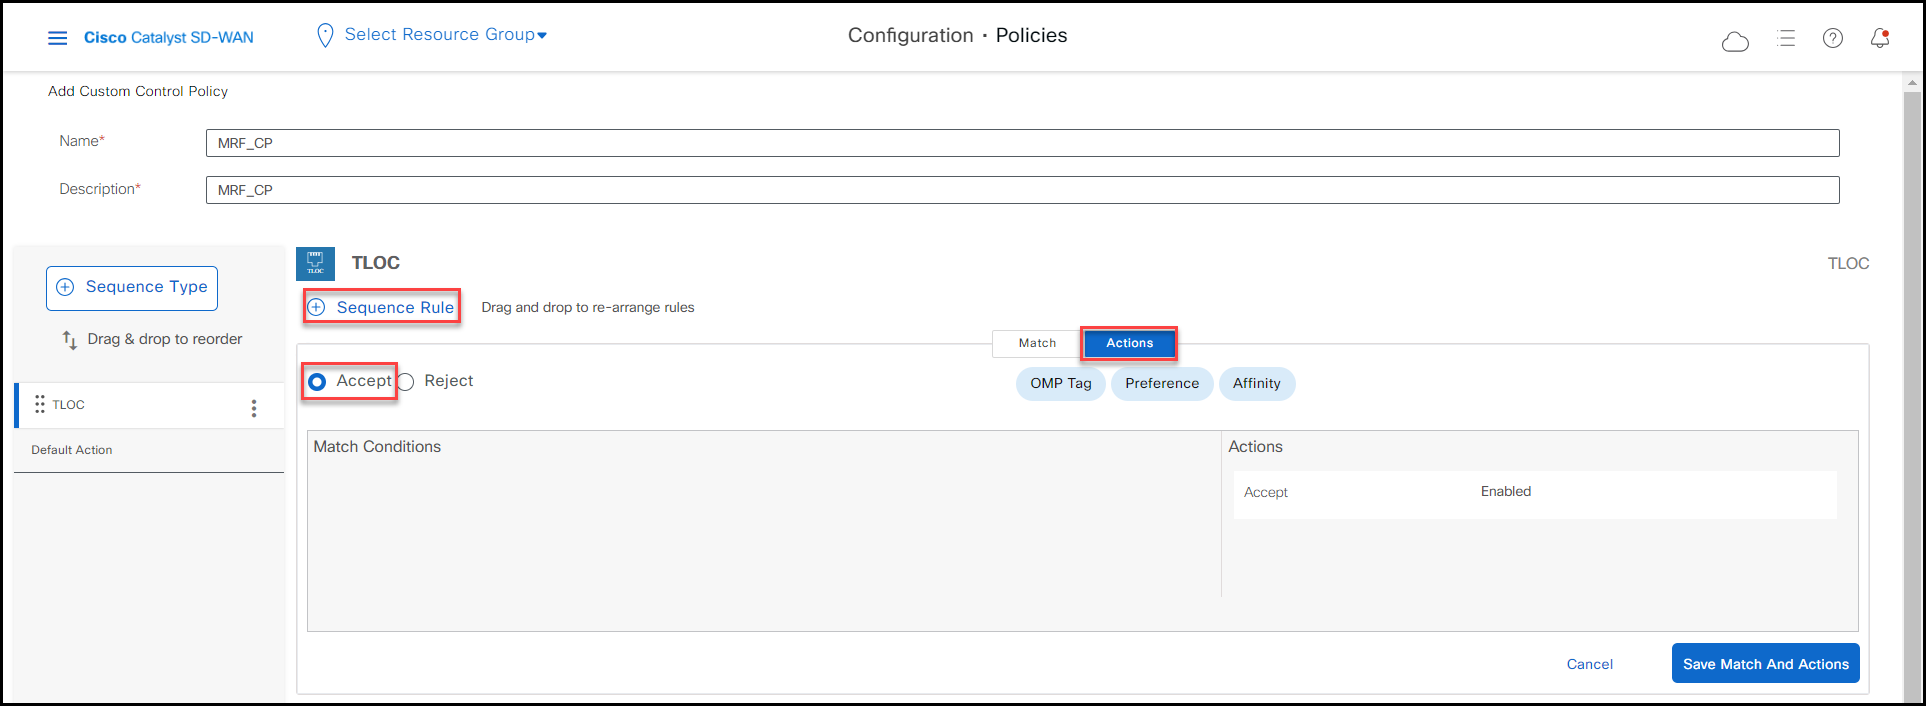 Cisco Catalyst SD-WAN
Select Resource Group
Configuration · Policies
Add Custom Control Policy
Name*
MRF_CP
Description*
MRF_CP
Sequence Type
Drag & drop to reorder
TLOC
Default Action
TLOC
TLOC
TLOC
Sequence Rule
Drag and drop to re-arrange rules
Match
Actions
Accept
Reject
OMP Tag
Preference
Affinity
Match Conditions
Actions
Accept
Enabled
Cancel
Save Match And Actions